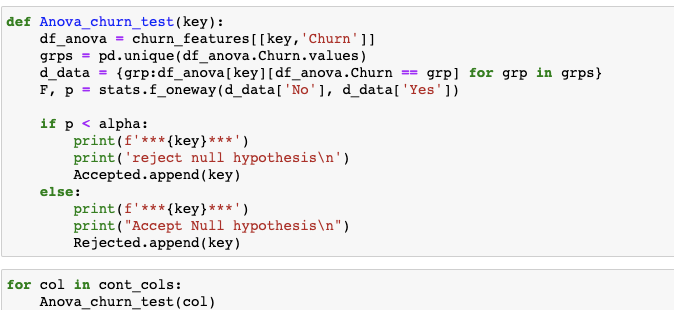 def Anova_churn_test(key):
    df_anova = churn_features[[key,'Churn']]
    grps = pd.unique(df_anova.Churn.values)
    d_data = {grp:df_anova[key][df_anova.Churn == grp] for grp in grps}
    F, p = stats.f_oneway(d_data['No'], d_data['Yes'])
    if p < alpha:
        print(f'***{key}***')
        print('reject null hypothesis\n')
        Accepted.append(key)
    else:
        print(f'***{key}***')
        print("Accept Null hypothesis\n")
        Rejected.append(key)
for col in cont_cols:
    Anova_churn_test(col)